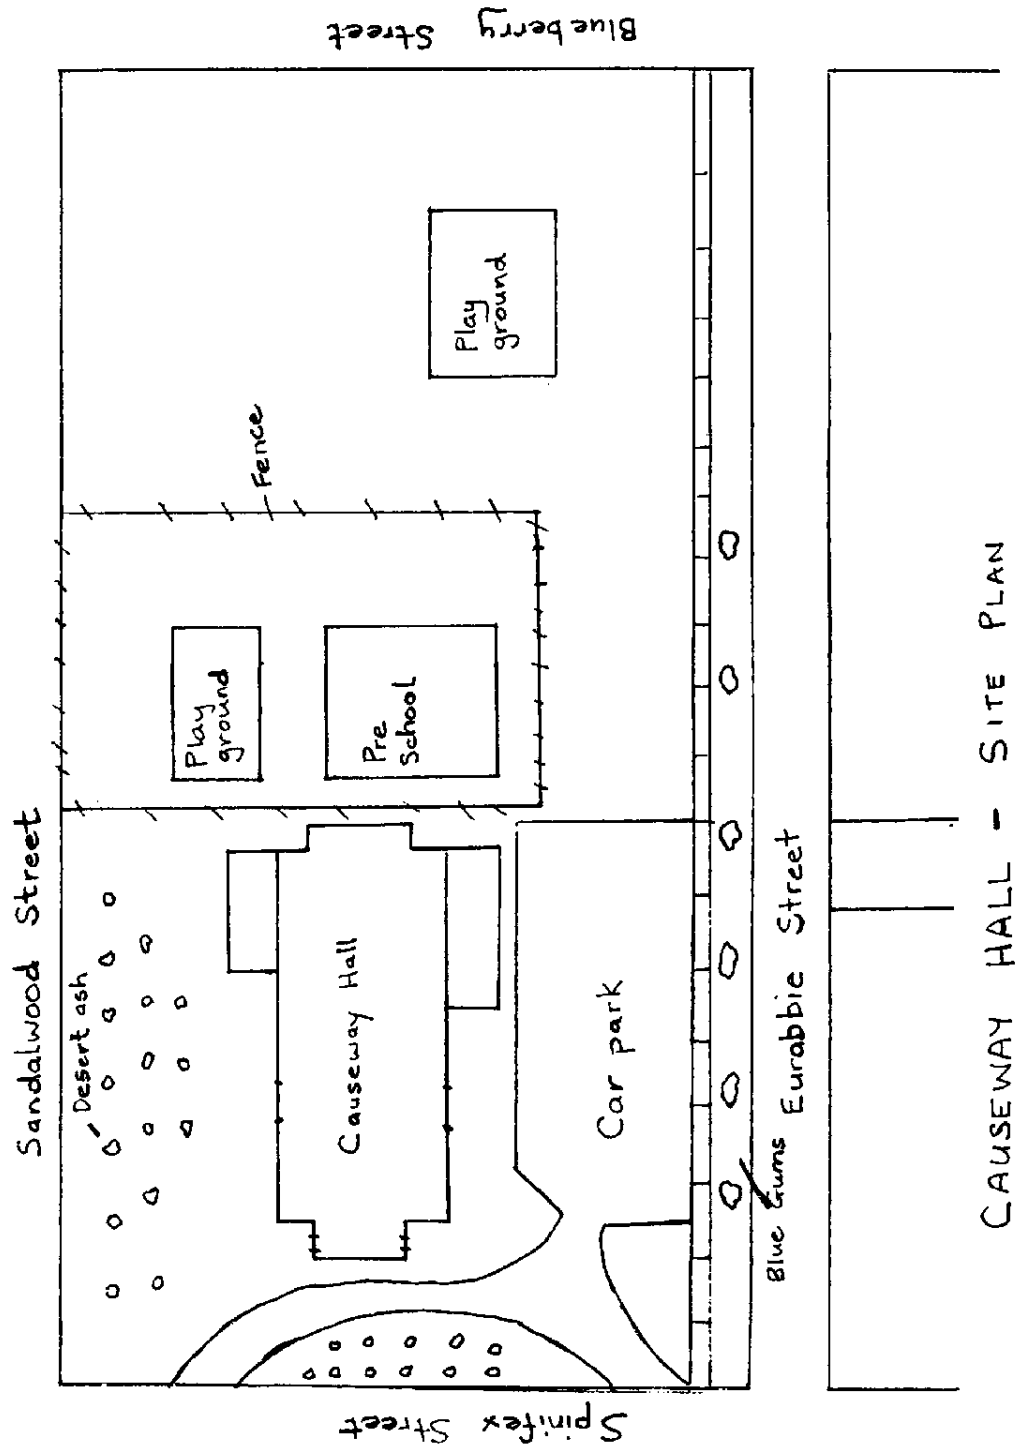 Sandalwood Street
Desert ash
Blueberry Street
Fence
Play
ground
Play
ground
Pre
School
Causeway Hall
Car park
Spinifex Street
Blue Gums
Eurabbie Street
CAUSEWAY HALL - SITE PLAN